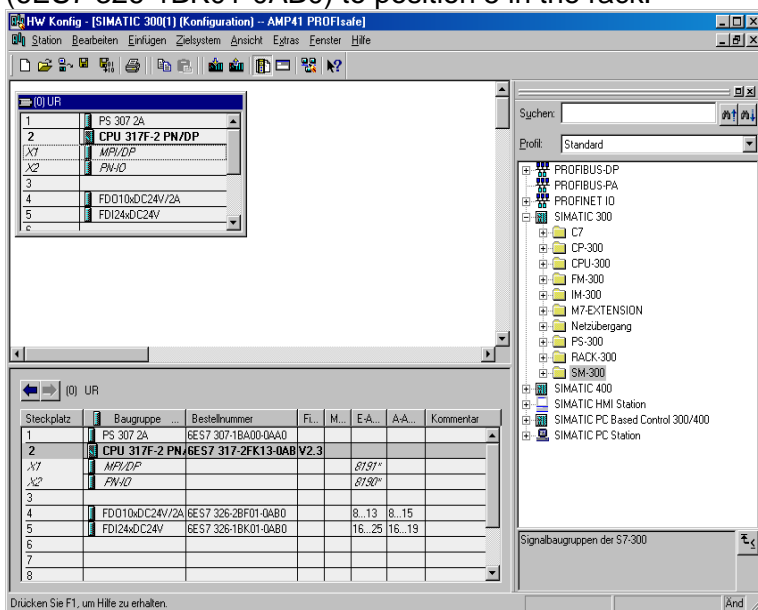 (6ES7 326-1BK01-0AB0) to position 5 in the rack.
HW Konfig - [SIMATIC 300(1) (Konfiguration) -- AMP41 PROFIsafe]
Station Bearbeiten Einfügen Zielsystem Ansicht Extras Fenster Hilfe
(0) UR
1 PS 307 2A
2 CPU 317F-2 PN/DP
X1 MPI/DP
X2 PN-IO
3
4 FDO10xDC24V/2A
5 FDI24xDC24V
Suchen:
Profil: Standard
PROFIBUS-DP
PROFIBUS-PA
PROFINET IO
SIMATIC 300
C7
CP-300
CPU-300
FM-300
IM-300
M7-EXTENSION
Netzübergang
PS-300
RACK-300
SM-300
SIMATIC 400
SIMATIC HMI Station
SIMATIC PC Based Control 300/400
SIMATIC PC Station
(0) UR
Steckplatz Baugruppe ... Bestellnummer Fi... M... E-A... A-A... Kommentar
1 PS 307 2A 6ES7 307-1BA00-0AA0
2 CPU 317F-2 PN/ 6ES7 317-2FK13-0AB V2.3
X1 MPI/DP 8191*
X2 PN-IO 8190*
3
4 FDO10xDC24V/2A 6ES7 326-2BF01-0AB0 8...13 8...15
5 FDI24xDC24V 6ES7 326-1BK01-0AB0 16...25 16...19
6
7
8
Signalbaugruppen der S7-300
Drücken Sie F1, um Hilfe zu erhalten.
Änd